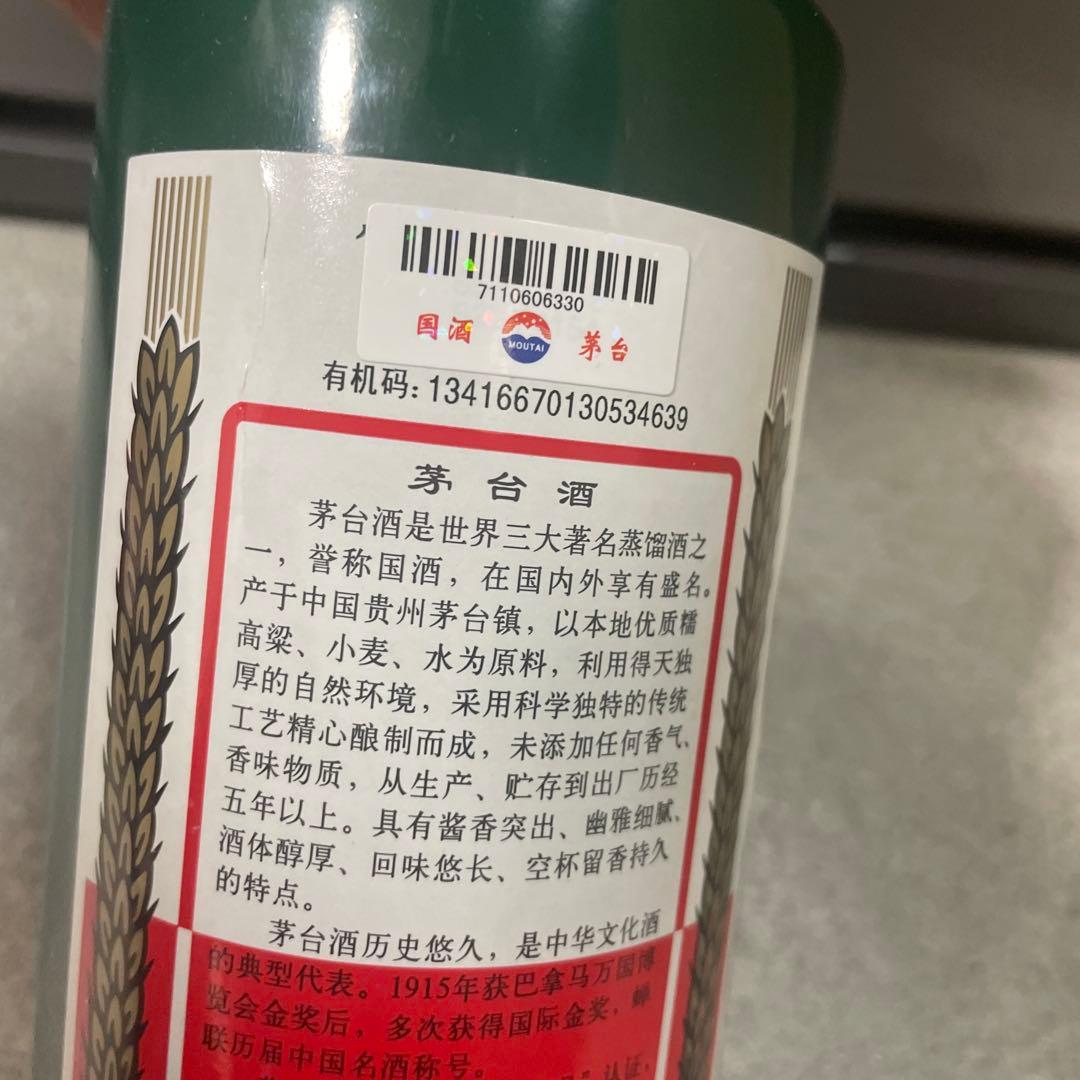 7110606330
国酒 MOUTAI 茅台
有机码：13416670130534639
茅台酒
茅台酒是世界三大著名蒸馏酒之
一，誉称国酒，在国内外享有盛名。
产于中国贵州茅台镇，以本地优质糯
高粱、小麦、水为原料，利用得天独
厚的自然环境，采用科学独特的传统
工艺精心酿制而成，未添加任何香气、
香味物质，从生产、贮存到出厂历经
五年以上。具有酱香突出、幽雅细腻、
酒体醇厚、回味悠长、空杯留香持久
的特点。
茅台酒历史悠久，是中华文化酒
的典型代表。1915年获巴拿马万国博
览会金奖后，多次获得国际金奖，蝉
联历届中国名酒称号。
认证，